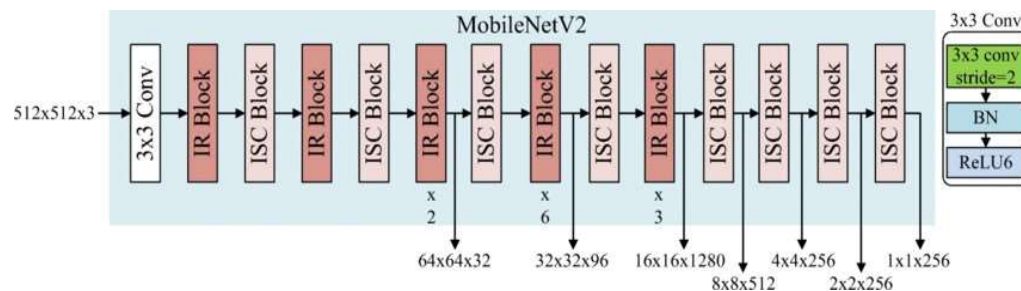 MobileNetV2
3x3 Conv
512x512x3
3x3 Conv
IR Block
ISC Block
IR Block
ISC Block
IR Block
ISC Block
IR Block
ISC Block
IR Block
ISC Block
ISC Block
ISC Block
ISC Block
3x3 conv
stride=2
BN
ReLU6
x
2
x
6
x
3
64x64x32
32x32x96
16x16x1280
8x8x512
4x4x256
2x2x256
1x1x256